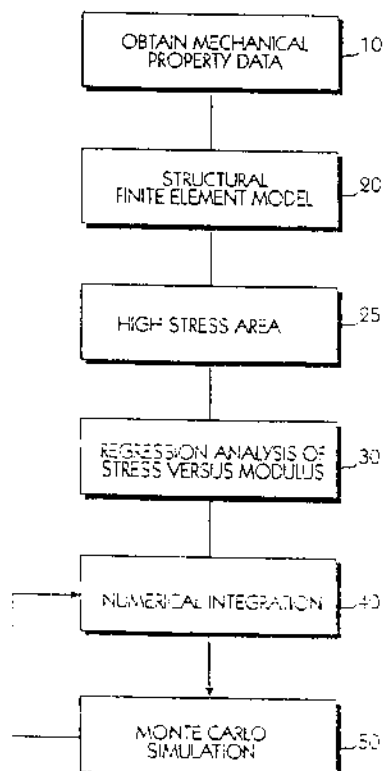 OBTAIN MECHANICAL
PROPERTY DATA
10
STRUCTURAL
FINITE ELEMENT MODEL
20
HIGH STRESS AREA
25
REGRESSION ANALYSIS OF
STRESS VERSUS MODULUS
30
NUMERICAL INTEGRATION
40
MONTE CARLO
SIMULATION
50